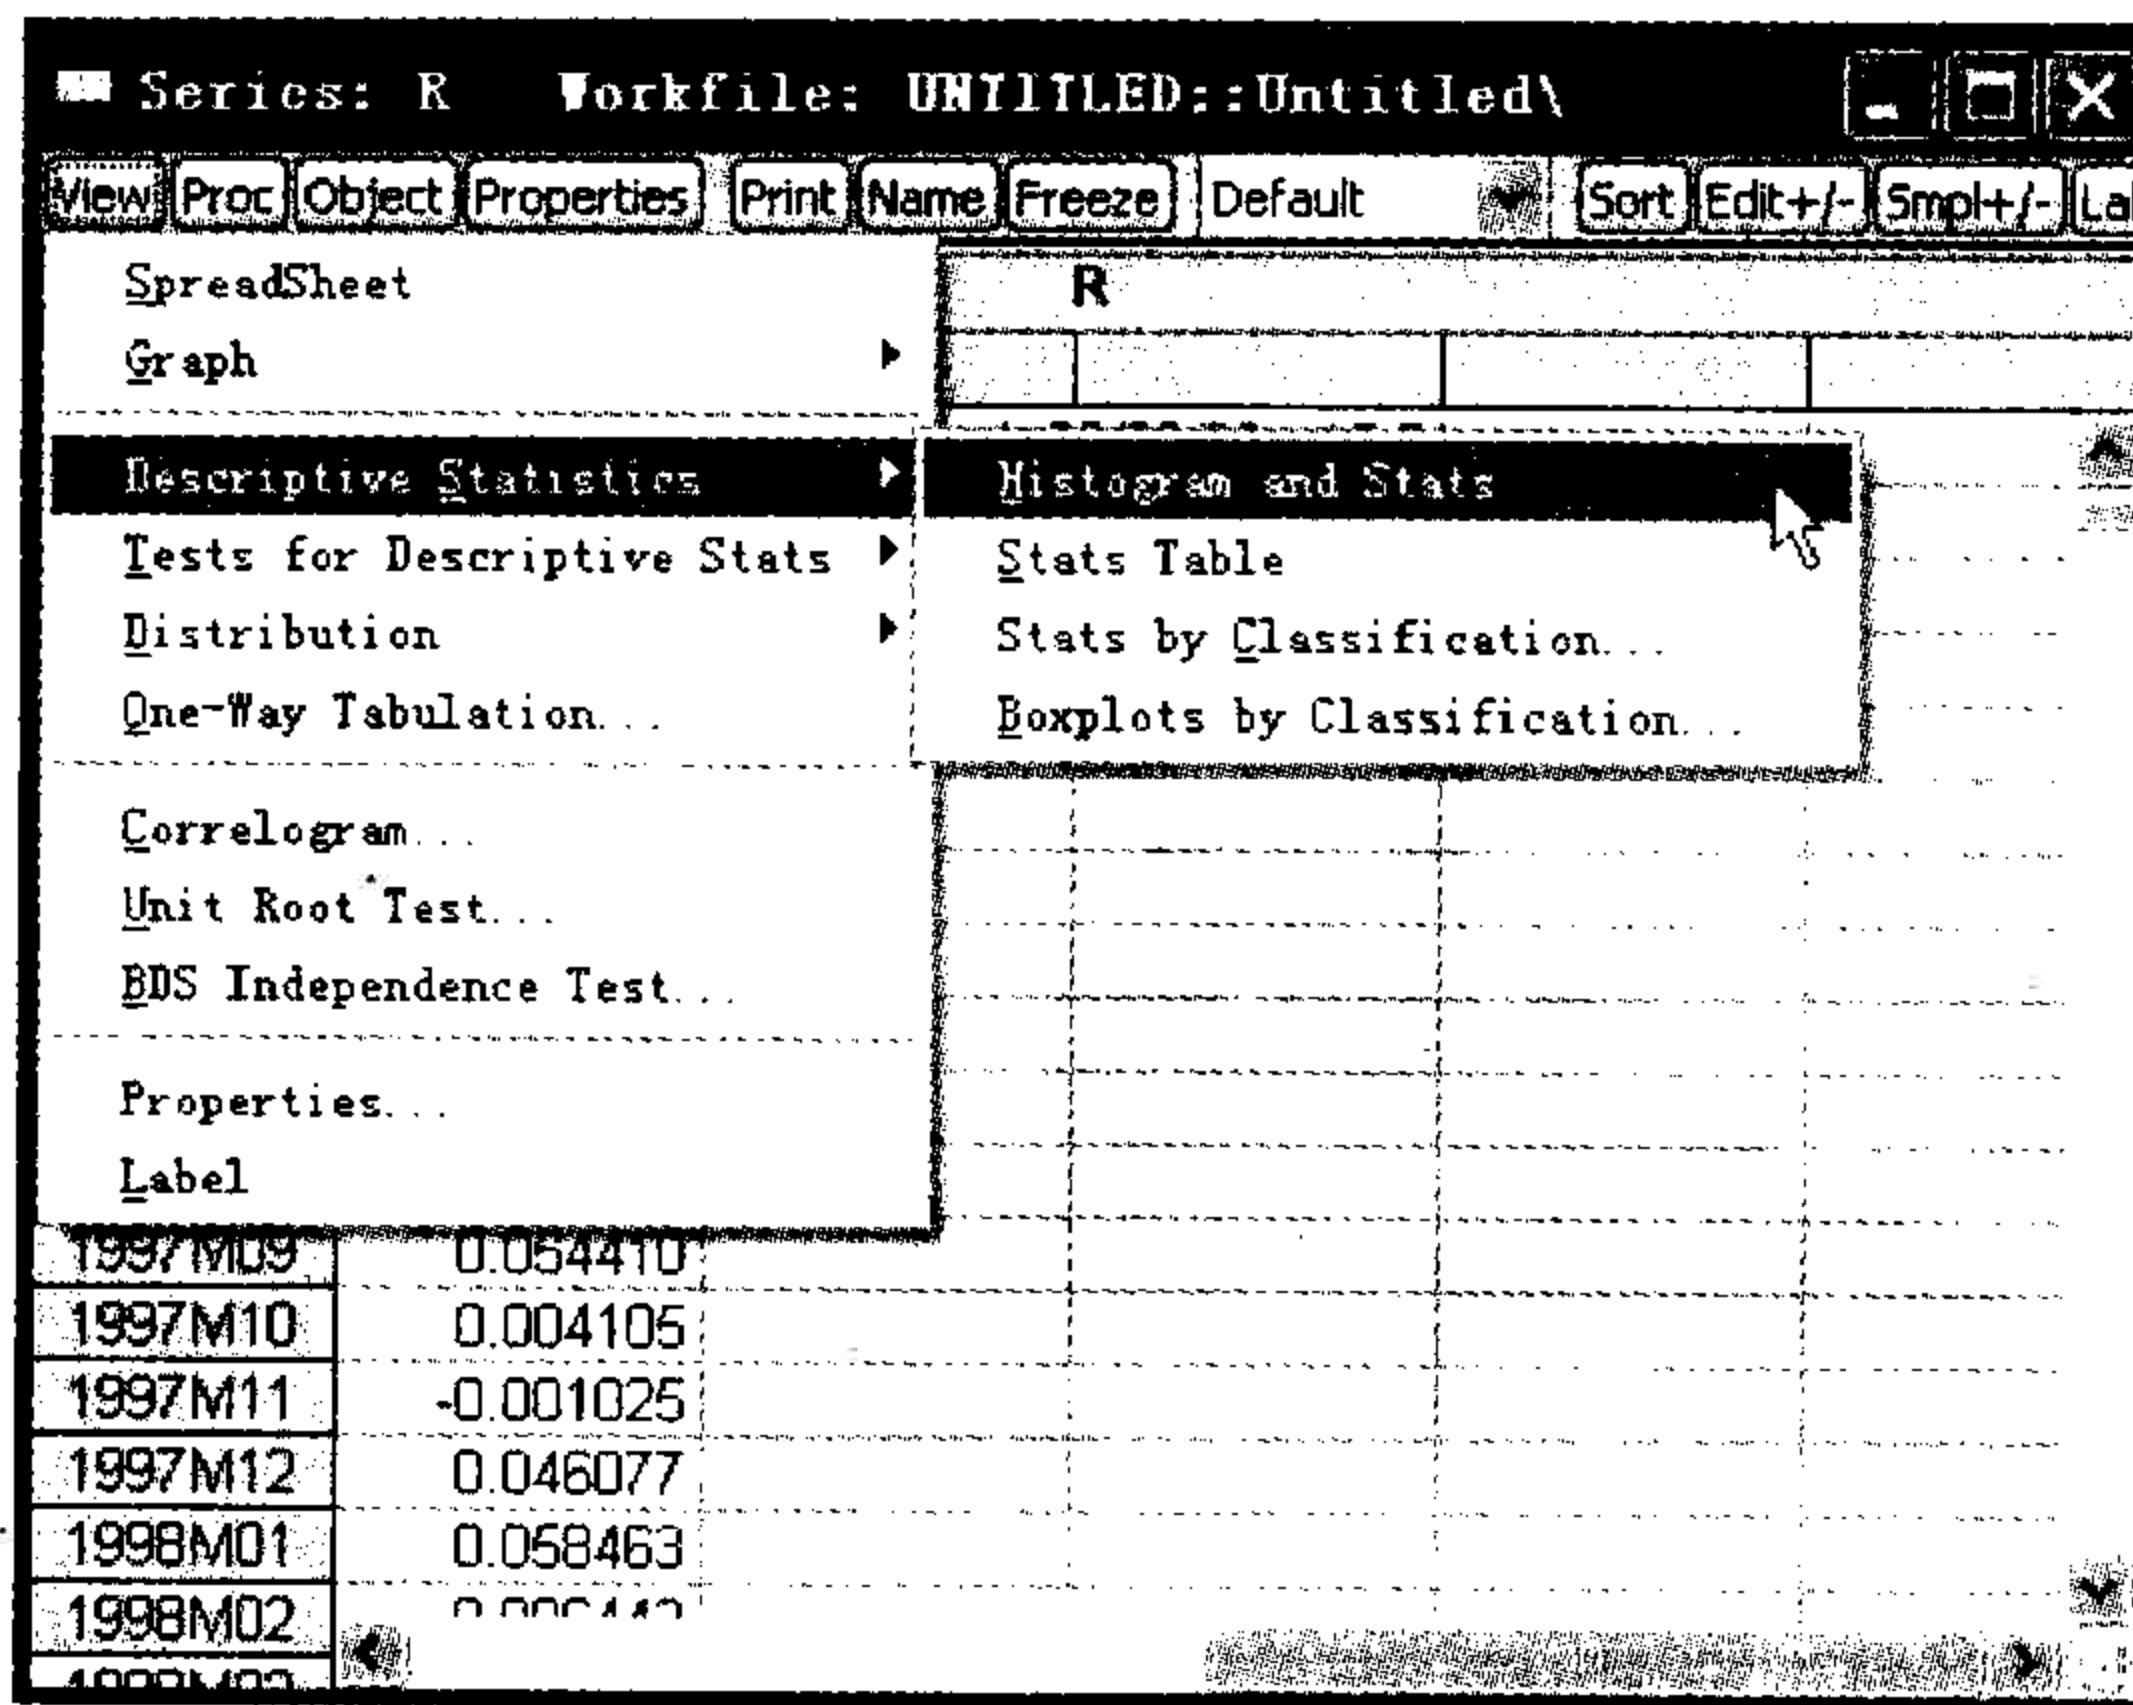 Series: R Workfile: UNTITLED::Untitled\
View Proc Object Properties Print Name Freeze Default Sort Edit+/- Smpl+/-
R
SpreadSheet
Graph
Descriptive Statistics
Tests for Descriptive Stats
Distribution
One-Way Tabulation...
Correlogram...
Unit Root Test...
BDS Independence Test...
Properties...
Label
Histogram and Stats
Stats Table
Stats by Classification...
Boxplots by Classification...
1997M09 0.054410
1997M10 0.004105
1997M11 -0.001025
1997M12 0.046077
1998M01 0.058463
1998M02